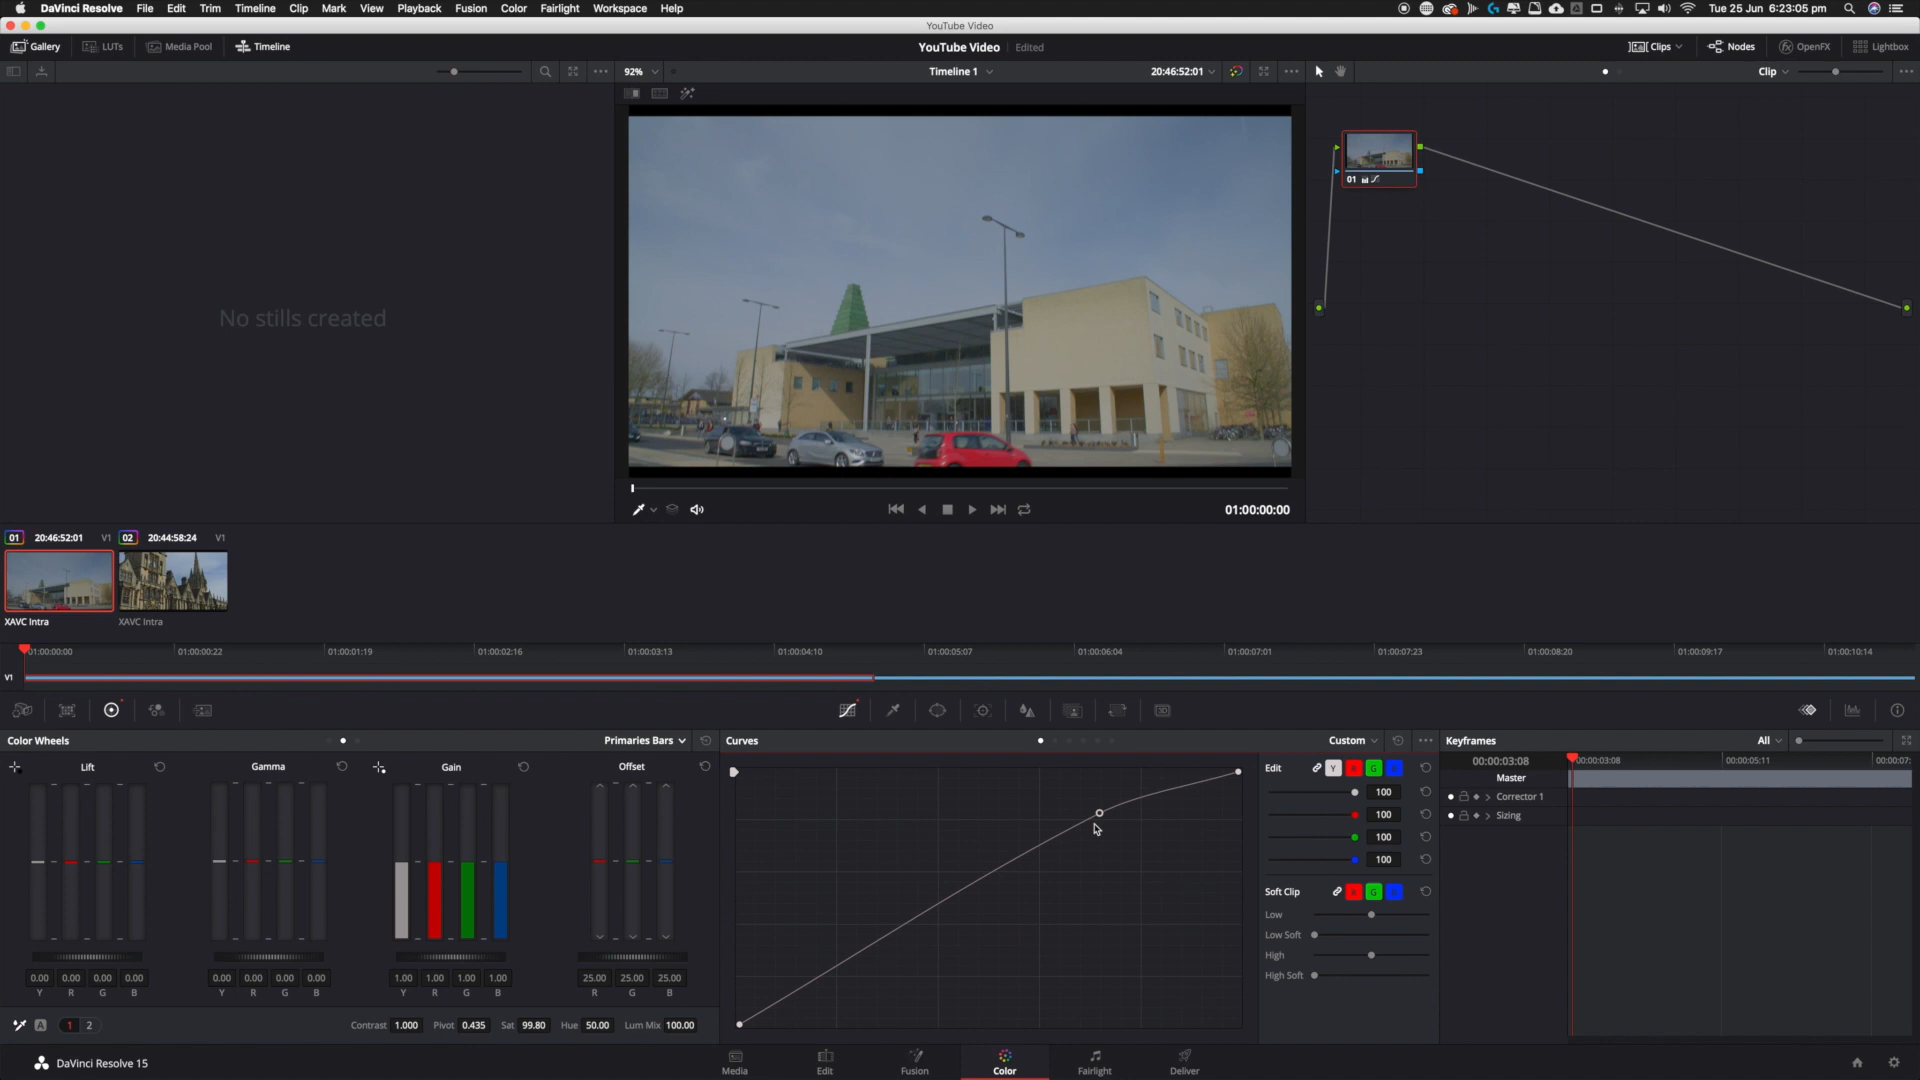 DaVinci Resolve File Edit Trim Timeline Clip Mark View Playback Fusion Color Fairlight Workspace Help Tue 25 Jun 6:23:05 pm
YouTube Video
Gallery LUTs Media Pool Timeline YouTube Video Edited Clips Nodes OpenFX Lightbox
92% Timeline 1 20:46:52:01 Clip
No stills created
01
01:00:00:00
01 20:46:52:01 V1 02 20:44:58:24 V1
XAVC Intra XAVC Intra
01:00:00:00 01:00:00:22 01:00:01:19 01:00:02:16 01:00:03:13 01:00:04:10 01:00:05:07 01:00:06:04 01:00:07:01 01:00:07:23 01:00:08:20 01:00:09:17 01:00:10:14
V1
3D
Color Wheels Primaries Bars Curves Custom Keyframes All
Lift Gamma Gain Offset
Edit Y R G B
100
100
100
100
Soft Clip R G B
Low
Low Soft
High
High Soft
00:00:03:08 00:00:03:08 00:00:05:11 00:00:07:
Master
Corrector 1
Sizing
0.00 0.00 0.00 0.00 0.00 0.00 0.00 0.00 1.00 1.00 1.00 1.00 25.00 25.00 25.00
Y R G B Y R G B Y R G B R G B
A 1 2 Contrast 1.000 Pivot 0.435 Sat 99.80 Hue 50.00 Lum Mix 100.00
DaVinci Resolve 15 Media Edit Fusion Color Fairlight Deliver